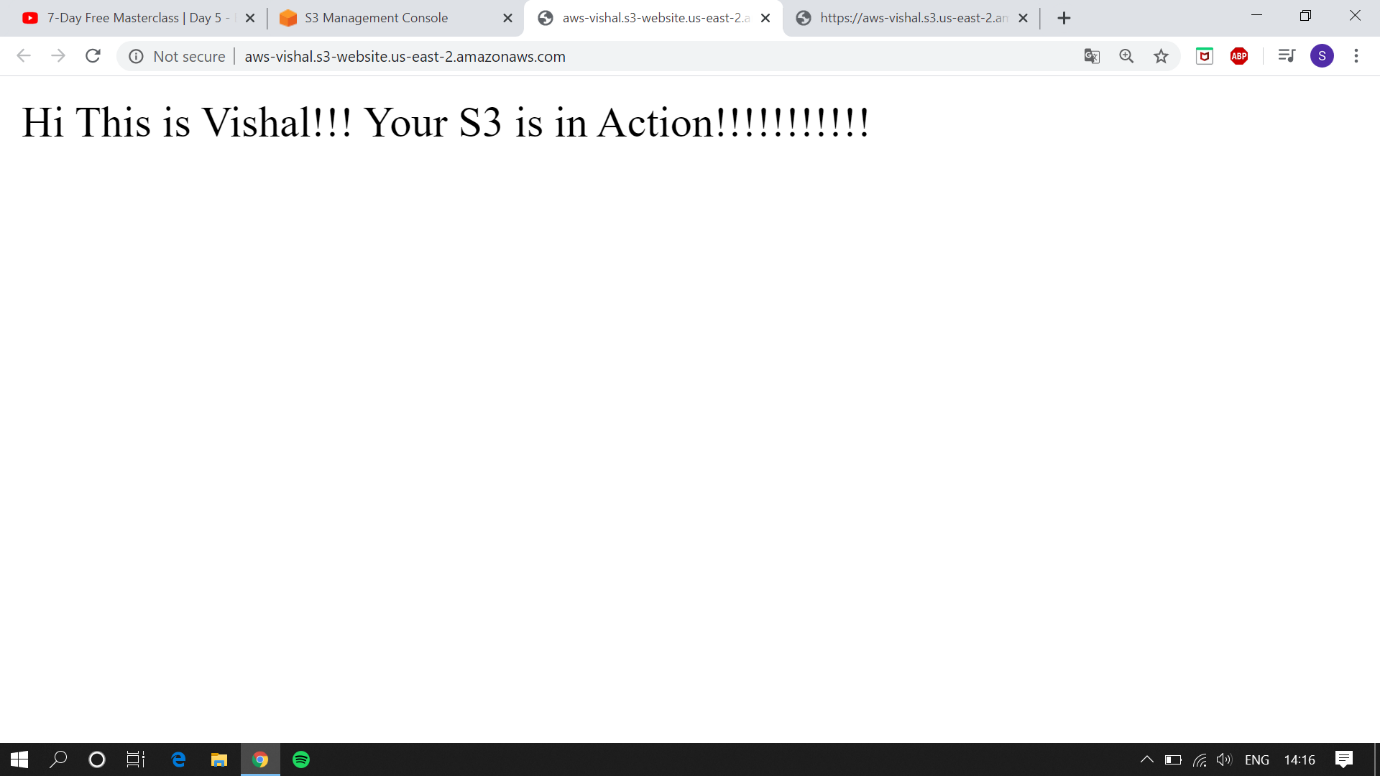 7-Day Free Masterclass | Day 5 -
S3 Management Console
aws-vishal.s3-website.us-east-2.a
https://aws-vishal.s3.us-east-2.am
Not secure
aws-vishal.s3-website.us-east-2.amazonaws.com
ABP
S
Hi This is Vishal!!! Your S3 is in Action!!!!!!!!!!!
ENG
14:16